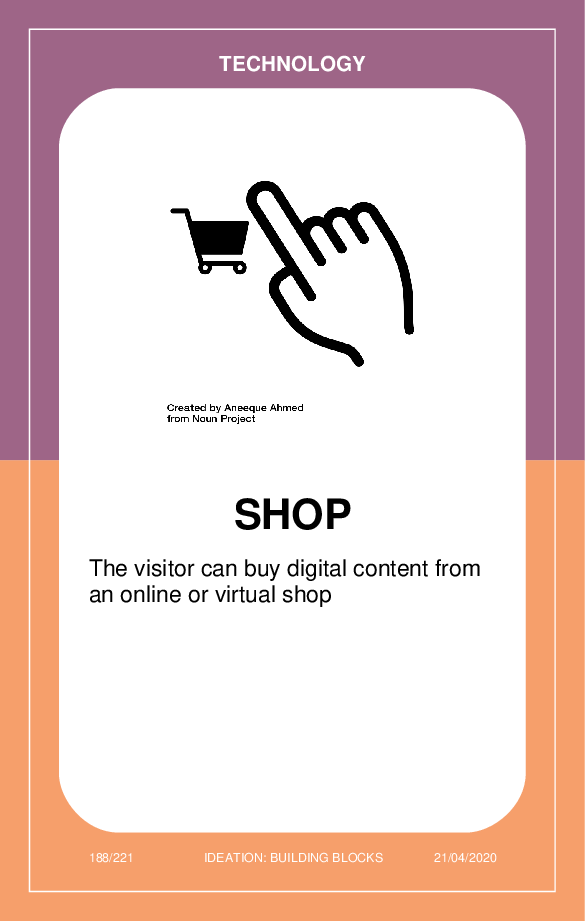 TECHNOLOGY
Created by Aneeque Ahmed
from Noun Project
SHOP
The visitor can buy digital content from
an online or virtual shop
188/221 IDEATION: BUILDING BLOCKS 21/04/2020